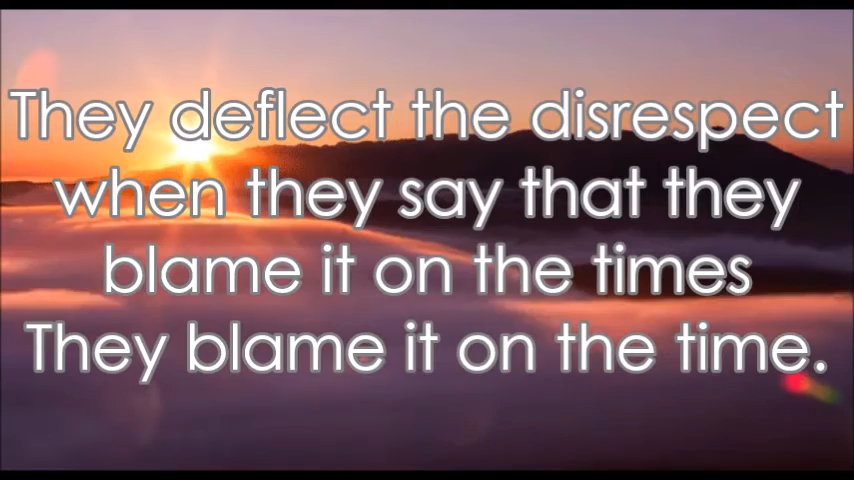 They deflect the disrespect
when they say that they
blame it on the times
They blame it on the time.